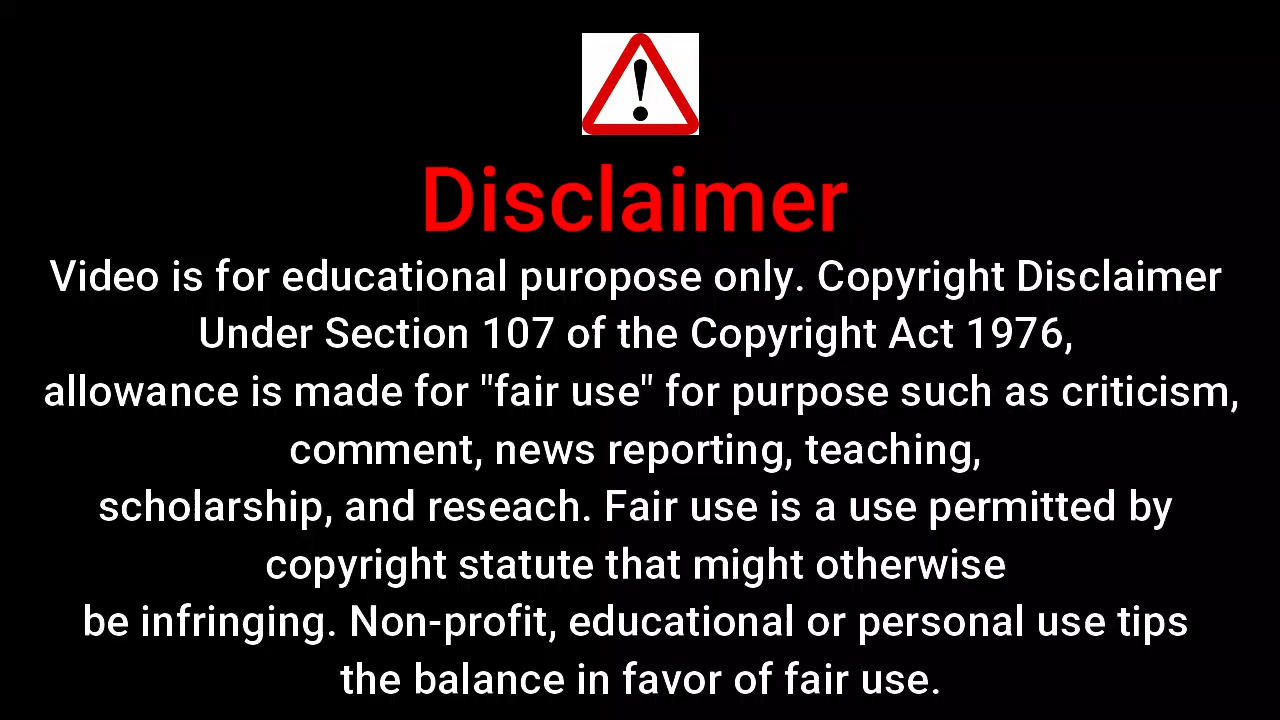 Disclaimer
Video is for educational puropose only. Copyright Disclaimer
Under Section 107 of the Copyright Act 1976,
allowance is made for "fair use" for purpose such as criticism,
comment, news reporting, teaching,
scholarship, and reseach. Fair use is a use permitted by
copyright statute that might otherwise
be infringing. Non-profit, educational or personal use tips
the balance in favor of fair use.